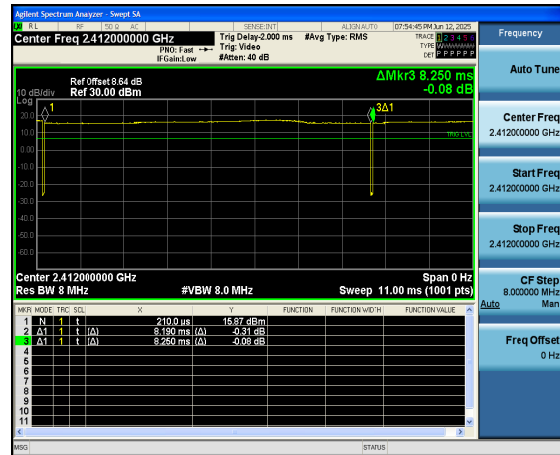 Agilent Spectrum Analyzer - Swept SA
RL RF 50 Ω AC SENSE:INT ALIGN AUTO 07:54:45 PM Jun 12, 2025
Center Freq 2.412000000 GHz
PNO: Fast
IFGain:Low
Trig Delay-2.000 ms
Trig: Video
#Atten: 40 dB
#Avg Type: RMS
TRACE 1 2 3 4 5 6
TYPE WWWWWW
DET P P P P P P
Ref Offset 8.64 dB
10 dB/div Ref 30.00 dBm
Log
ΔMkr3 8.250 ms
-0.08 dB
1
3Δ1
20.0
10.0
TRIG LVL
0.00
-10.0
-20.0
-30.0
-40.0
-50.0
-60.0
Center 2.412000000 GHz Span 0 Hz
Res BW 8 MHz #VBW 8.0 MHz Sweep 11.00 ms (1001 pts)
MKR MODE TRC SCL X Y FUNCTION FUNCTION WIDTH FUNCTION VALUE
1 N 1 t 210.0 µs 15.87 dBm
2 Δ1 1 t (Δ) 8.190 ms (Δ) -0.31 dB
3 Δ1 1 t (Δ) 8.250 ms (Δ) -0.08 dB
4
5
6
7
8
9
10
11
MSG STATUS
Frequency
Auto Tune
Center Freq
2.412000000 GHz
Start Freq
2.412000000 GHz
Stop Freq
2.412000000 GHz
CF Step
8.000000 MHz
Auto Man
Freq Offset
0 Hz